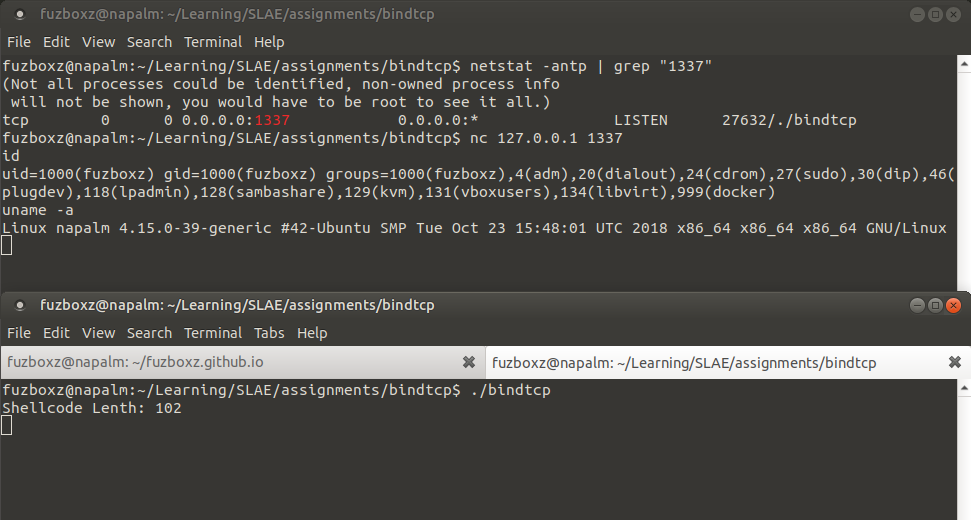 fuzboxz@napalm: ~/Learning/SLAE/assignments/bindtcp
File Edit View Search Terminal Help
fuzboxz@napalm:~/Learning/SLAE/assignments/bindtcp$ netstat -antp | grep "1337"
(Not all processes could be identified, non-owned process info
 will not be shown, you would have to be root to see it all.)
tcp        0      0 0.0.0.0:1337            0.0.0.0:*               LISTEN      27632/./bindtcp
fuzboxz@napalm:~/Learning/SLAE/assignments/bindtcp$ nc 127.0.0.1 1337
id
uid=1000(fuzboxz) gid=1000(fuzboxz) groups=1000(fuzboxz),4(adm),20(dialout),24(cdrom),27(sudo),30(dip),46(
plugdev),118(lpadmin),128(sambashare),129(kvm),131(vboxusers),134(libvirt),999(docker)
uname -a
Linux napalm 4.15.0-39-generic #42-Ubuntu SMP Tue Oct 23 15:48:01 UTC 2018 x86_64 x86_64 x86_64 GNU/Linux
fuzboxz@napalm: ~/Learning/SLAE/assignments/bindtcp
File Edit View Search Terminal Tabs Help
fuzboxz@napalm: ~/fuzboxz.github.io
fuzboxz@napalm: ~/Learning/SLAE/assignments/bindtcp
fuzboxz@napalm:~/Learning/SLAE/assignments/bindtcp$ ./bindtcp
Shellcode Lenth: 102